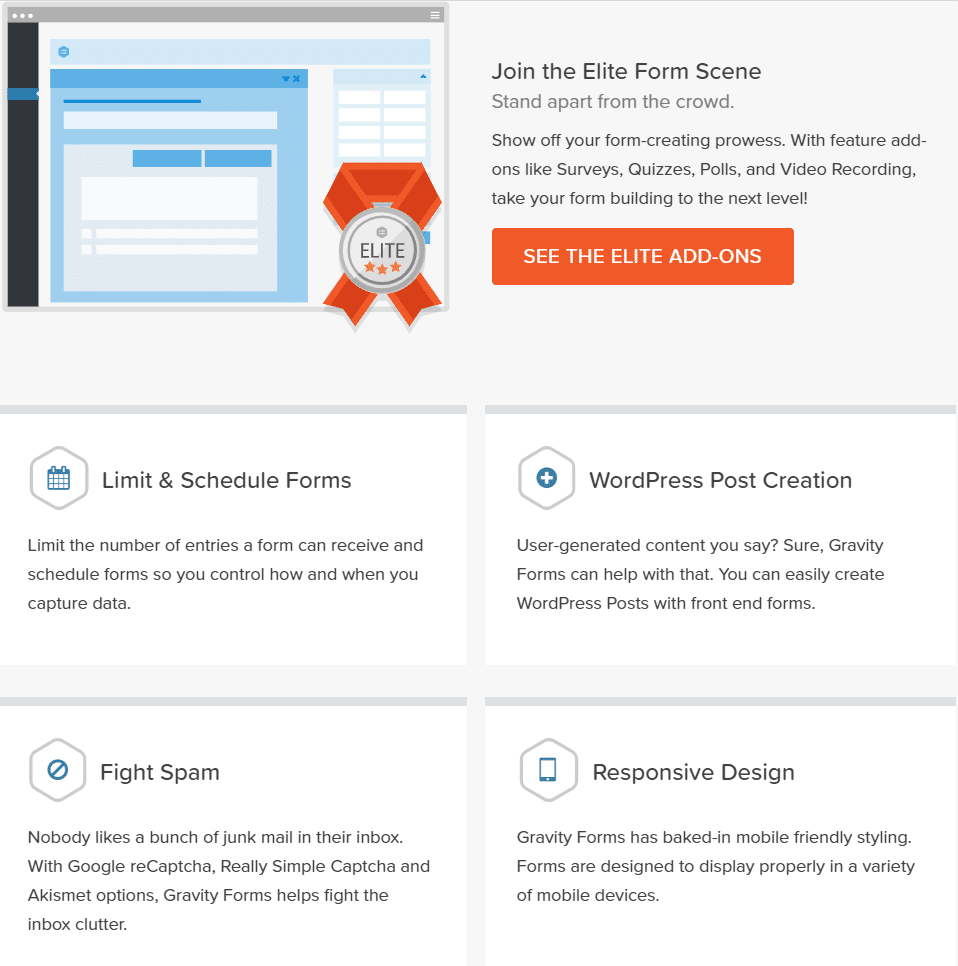 Join the Elite Form Scene
Stand apart from the crowd.
Show off your form-creating prowess. With feature add-
ons like Surveys, Quizzes, Polls, and Video Recording,
take your form building to the next level!
ELITE
SEE THE ELITE ADD-ONS
Limit & Schedule Forms
Limit the number of entries a form can receive and
schedule forms so you control how and when you
capture data.
WordPress Post Creation
User-generated content you say? Sure, Gravity
Forms can help with that. You can easily create
WordPress Posts with front end forms.
Fight Spam
Nobody likes a bunch of junk mail in their inbox.
With Google reCaptcha, Really Simple Captcha and
Akismet options, Gravity Forms helps fight the
inbox clutter.
Responsive Design
Gravity Forms has baked-in mobile friendly styling.
Forms are designed to display properly in a variety
of mobile devices.